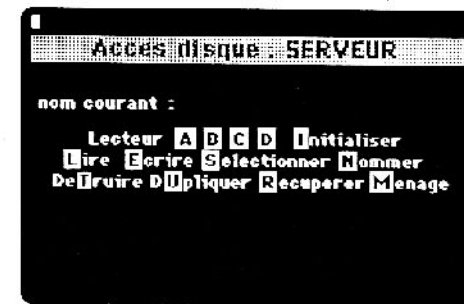 Acces disque : SERVEUR
nom courant :
Lecteur A B C D Initialiser
Lire Ecrire Selectionner Nommer
DeTruire DUpliquer Recuperer Menage